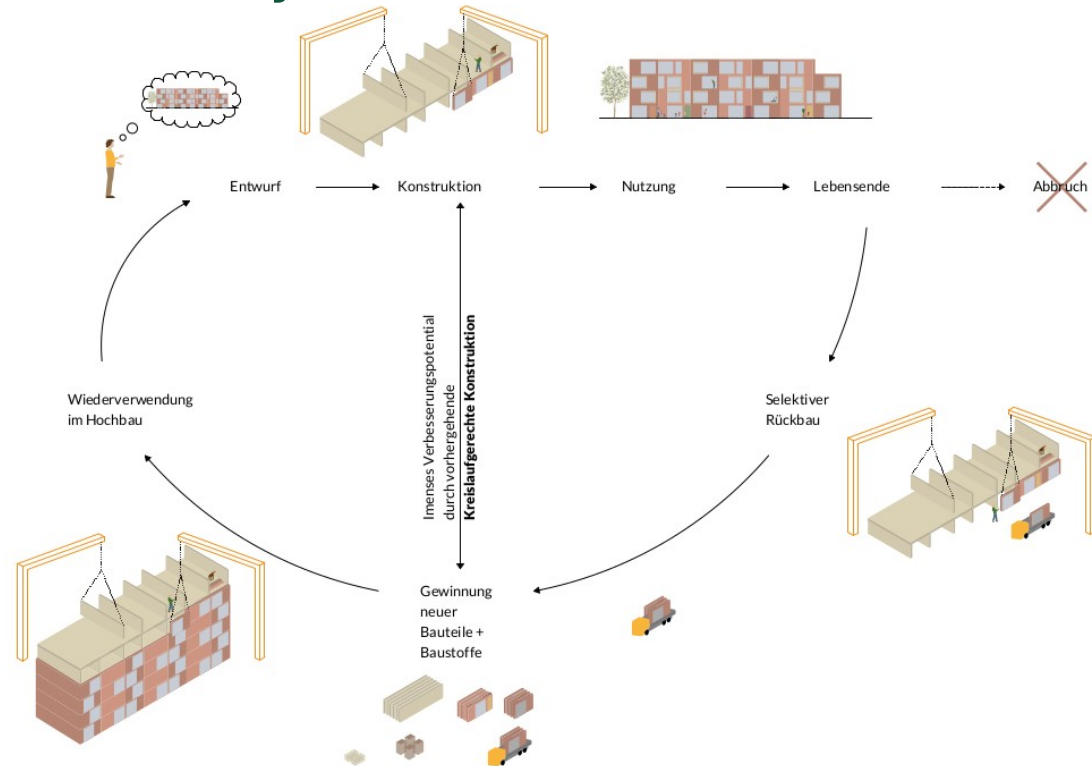 Entwurf
Konstruktion
Nutzung
Lebensende
Abbruch
Imenses Verbesserungspotential
durch vorhergehende
Kreislaufgerechte Konstruktion
Wiederverwendung
im Hochbau
Selektiver
Rückbau
Gewinnung
neuer
Bauteile +
Baustoffe